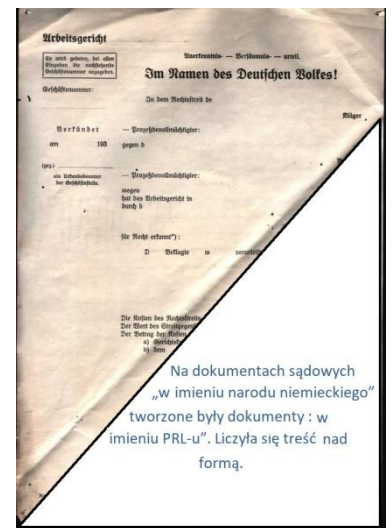 Arbeitsgericht
Es wird gebeten, bei allen
Eingaben die nachstehende
Geschäftsnummer anzugeben.
Anerkenntnis- — Versäumnis- — urteil.
Im Namen des Deutschen Volkes!
Geschäftsnummer:
In dem Rechtsstreit de
Kläger
Verkündet
— Prozeßbevollmächtigter:
am 193
gegen d
(gez.)
als Urkundsbeamter
der Geschäftsstelle.
— Prozeßbevollmächtigter:
wegen
hat das Arbeitsgericht in
durch d
für Recht erkannt*) :
D Beklagte w verurteilt
Die Kosten des Rechtsstreits
Der Wert des Streitgegen
Der Betrag der Kosten
a)
b) dem
Na dokumentach sądowych
„w imieniu narodu niemieckiego”
tworzone były dokumenty : w
imieniu PRL-u”. Liczyła się treść nad
formą.